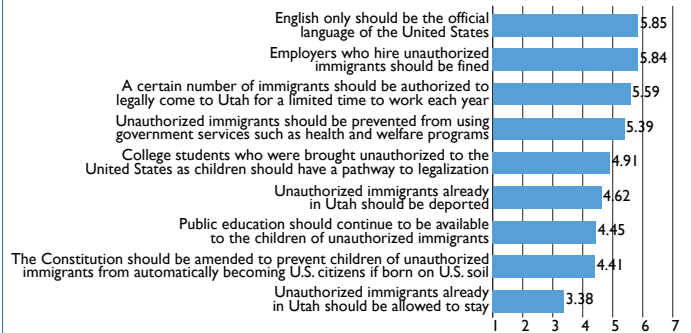 English only should be the official
language of the United States
5.85
Employers who hire unauthorized
immigrants should be fined
5.84
A certain number of immigrants should be authorized to
legally come to Utah for a limited time to work each year
5.59
Unauthorized immigrants should be prevented from using
government services such as health and welfare programs
5.39
College students who were brought unauthorized to the
United States as children should have a pathway to legalization
4.91
Unauthorized immigrants already
in Utah should be deported
4.62
Public education should continue to be available
to the children of unauthorized immigrants
4.45
The Constitution should be amended to prevent children of unauthorized
immigrants from automatically becoming U.S. citizens if born on U.S. soil
4.41
Unauthorized immigrants already
in Utah should be allowed to stay
3.38
1 2 3 4 5 6 7